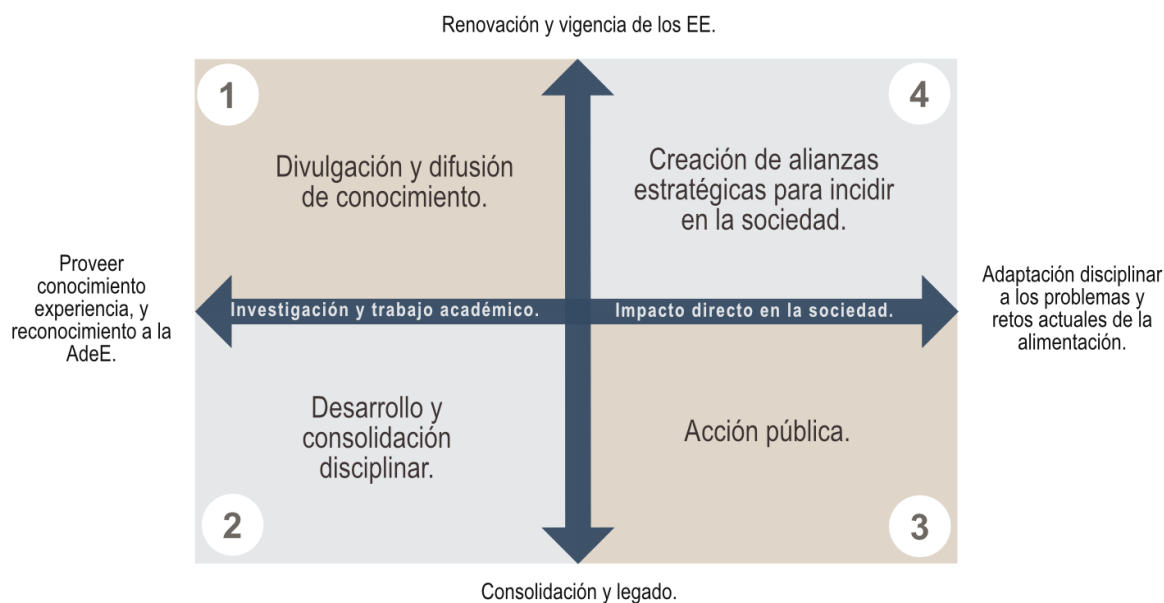 Renovación y vigencia de los EE.
1
4
Divulgación y difusión
de conocimiento.
Creación de alianzas
estratégicas para incidir
en la sociedad.
Proveer
conocimiento
experiencia, y
reconocimiento a la
AdeE.
Investigación y trabajo académico.
Impacto directo en la sociedad.
Adaptación disciplinar
a los problemas y
retos actuales de la
alimentación.
Desarrollo y
consolidación
disciplinar.
Acción pública.
2
3
Consolidación y legado.